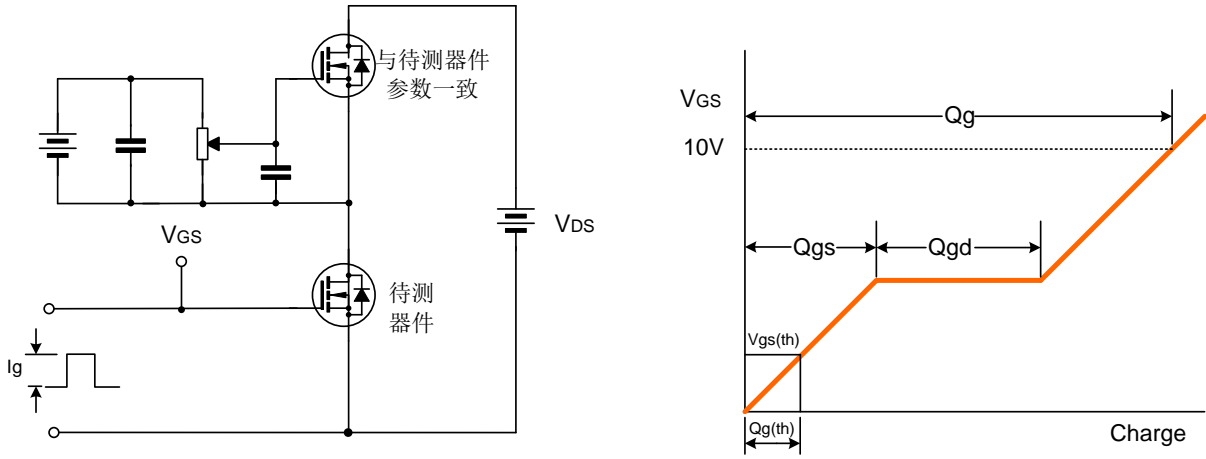 与待测器件
参数一致
VGS
VDS
待测
器件
Ig
VGS
Qg
10V
Qgs
Qgd
Vgs(th)
Qg(th)
Charge